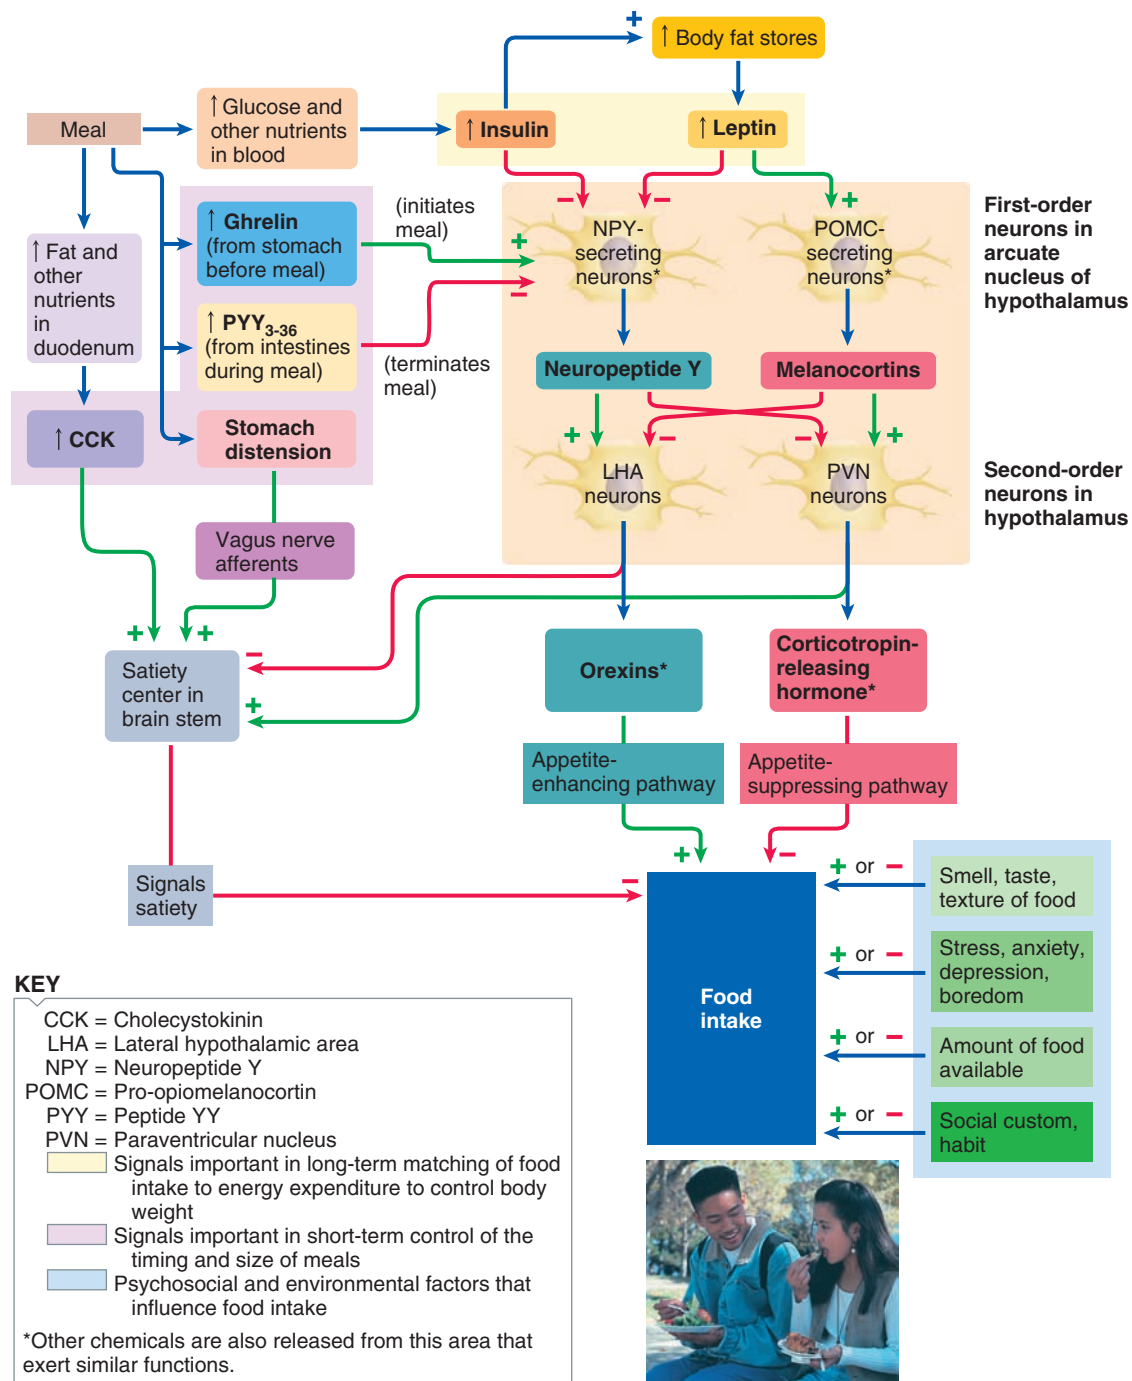 ↑ Body fat stores
+
Meal
↑ Glucose and
other nutrients
in blood
↑ Insulin
↑ Leptin
− − +
↑ Ghrelin
(from stomach
before meal)
(initiates
meal)
+
−
NPY-
secreting
neurons*
POMC-
secreting
neurons*
First-order
neurons in
arcuate
nucleus of
hypothalamus
↑ Fat and
other
nutrients
in
duodenum
↑ PYY3-36
(from intestines
during meal)
(terminates
meal)
Neuropeptide Y
Melanocortins
↑ CCK
Stomach
distension
+ − − +
LHA
neurons
PVN
neurons
Second-order
neurons in
hypothalamus
Vagus nerve
afferents
+ +
−
+
Satiety
center in
brain stem
Orexins*
Corticotropin-
releasing
hormone*
Appetite-
enhancing pathway
Appetite-
suppressing pathway
+ −
Signals
satiety
−
Food
intake
+ or −
Smell, taste,
texture of food
+ or −
Stress, anxiety,
depression,
boredom
+ or −
Amount of food
available
+ or −
Social custom,
habit
KEY
CCK = Cholecystokinin
LHA = Lateral hypothalamic area
NPY = Neuropeptide Y
POMC = Pro-opiomelanocortin
PYY = Peptide YY
PVN = Paraventricular nucleus
Signals important in long-term matching of food
intake to energy expenditure to control body
weight
Signals important in short-term control of the
timing and size of meals
Psychosocial and environmental factors that
influence food intake
*Other chemicals are also released from this area that
exert similar functions.